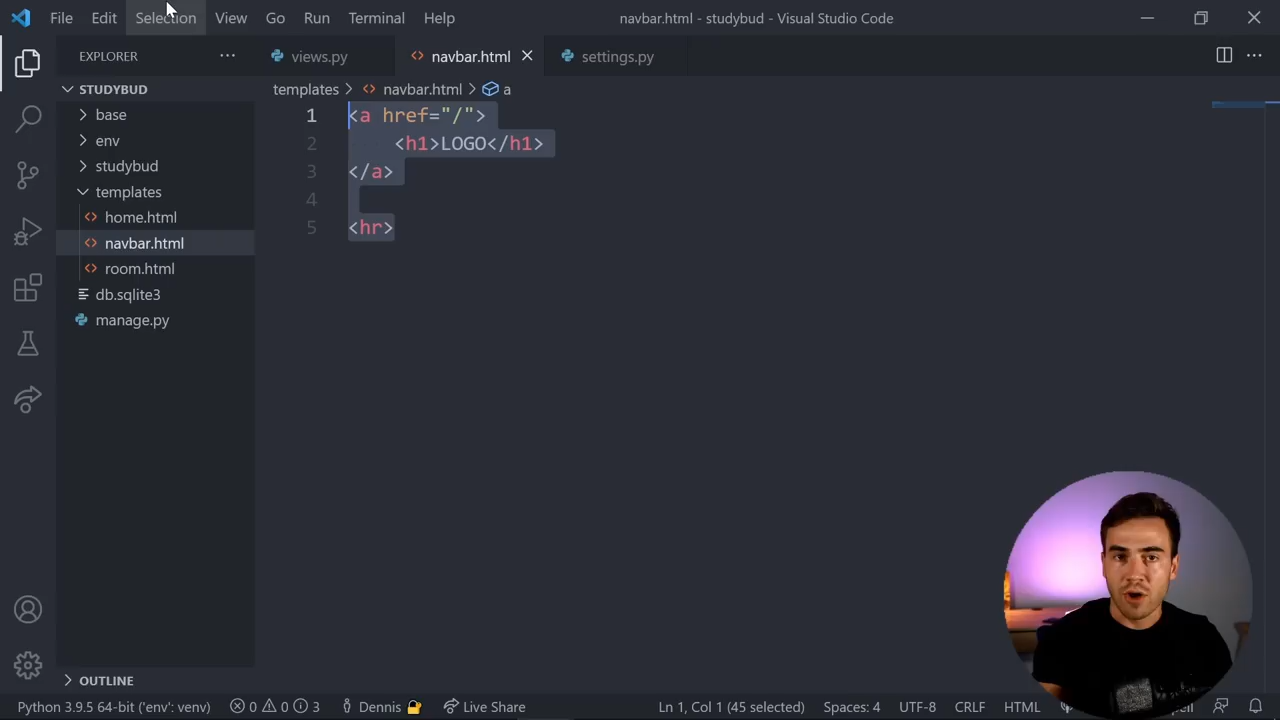 File Edit Selection View Go Run Terminal Help
navbar.html - studybud - Visual Studio Code
EXPLORER
views.py
navbar.html
settings.py
STUDYBUD
templates > navbar.html > a
base
env
studybud
templates
home.html
navbar.html
room.html
db.sqlite3
manage.py
1 <a href="/">
2     <h1>LOGO</h1>
3 </a>
4
5 <hr>
OUTLINE
Python 3.9.5 64-bit ('env': venv) 0 0 3 Dennis Live Share Ln 1, Col 1 (45 selected) Spaces: 4 UTF-8 CRLF HTML